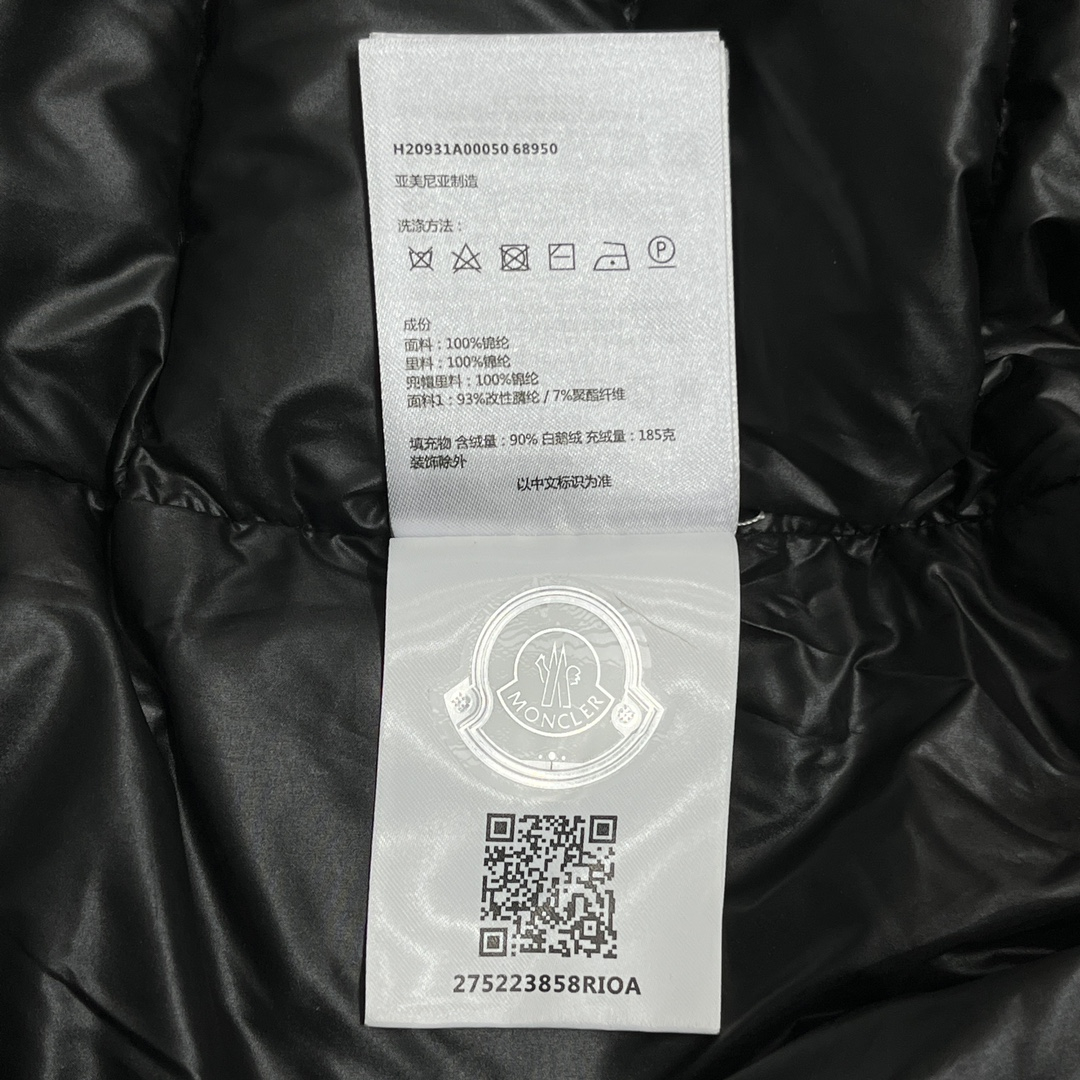 H20931A00050 68950
亚美尼亚制造
洗涤方法：
P
成份
面料：100%锦纶
里料：100%锦纶
兜帽里料：100%锦纶
面料1：93%改性腈纶 / 7%聚酯纤维
填充物 含绒量：90% 白鹅绒 充绒量：185克
装饰除外
以中文标识为准
MONCLER
275223858RIOA